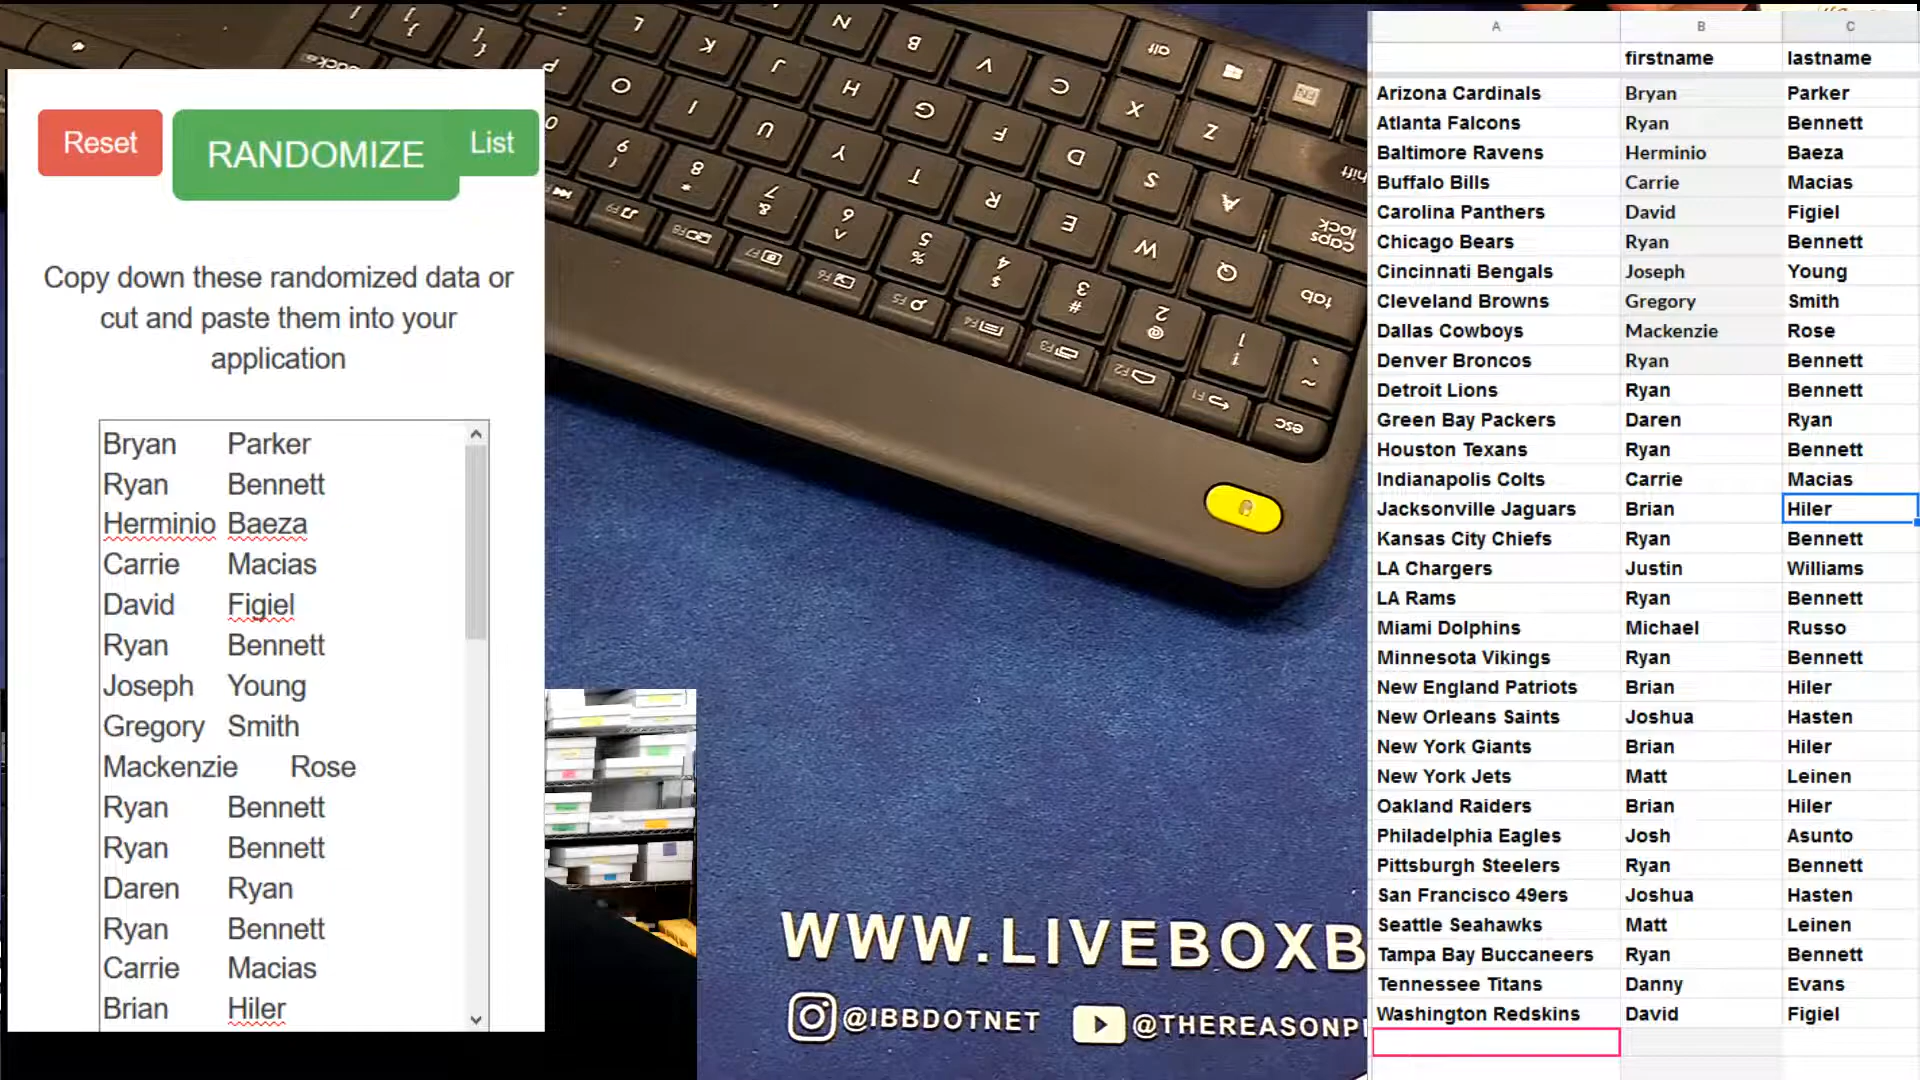 Reset RANDOMIZE List
Copy down these randomized data or
cut and paste them into your
application
Bryan Parker
Ryan Bennett
Herminio Baeza
Carrie Macias
David Figiel
Ryan Bennett
Joseph Young
Gregory Smith
Mackenzie Rose
Ryan Bennett
Ryan Bennett
Daren Ryan
Ryan Bennett
Carrie Macias
Brian Hiler
alt
caps lock
tab
esc
WWW.LIVEBOXB
@IBBDOTNET @THEREASONP
A B C
firstname lastname
Arizona Cardinals Bryan Parker
Atlanta Falcons Ryan Bennett
Baltimore Ravens Herminio Baeza
Buffalo Bills Carrie Macias
Carolina Panthers David Figiel
Chicago Bears Ryan Bennett
Cincinnati Bengals Joseph Young
Cleveland Browns Gregory Smith
Dallas Cowboys Mackenzie Rose
Denver Broncos Ryan Bennett
Detroit Lions Ryan Bennett
Green Bay Packers Daren Ryan
Houston Texans Ryan Bennett
Indianapolis Colts Carrie Macias
Jacksonville Jaguars Brian Hiler
Kansas City Chiefs Ryan Bennett
LA Chargers Justin Williams
LA Rams Ryan Bennett
Miami Dolphins Michael Russo
Minnesota Vikings Ryan Bennett
New England Patriots Brian Hiler
New Orleans Saints Joshua Hasten
New York Giants Brian Hiler
New York Jets Matt Leinen
Oakland Raiders Brian Hiler
Philadelphia Eagles Josh Asunto
Pittsburgh Steelers Ryan Bennett
San Francisco 49ers Joshua Hasten
Seattle Seahawks Matt Leinen
Tampa Bay Buccaneers Ryan Bennett
Tennessee Titans Danny Evans
Washington Redskins David Figiel